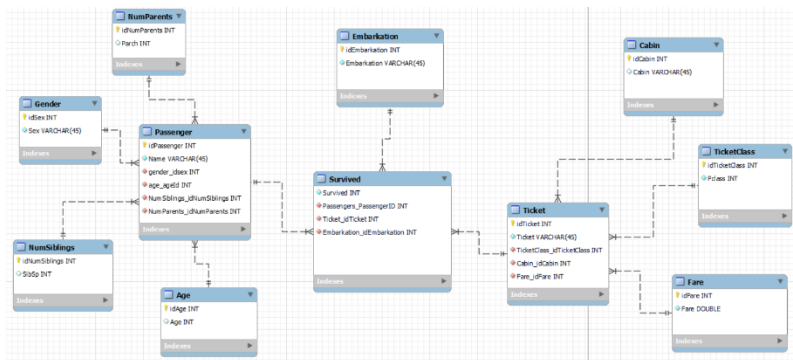 NumParents
idNumParents INT
Parch INT
Indexes
Embarkation
idEmbarkation INT
Embarkation VARCHAR(45)
Indexes
Cabin
idCabin INT
Cabin VARCHAR(45)
Indexes
Gender
idSex INT
Sex VARCHAR(45)
Indexes
Passenger
idPassenger INT
Name VARCHAR(45)
gender_idsex INT
age_ageId INT
NumSiblings_idNumSiblings INT
NumParents_idNumParents INT
Indexes
Survived
Survived INT
Passengers_PassengerID INT
Ticket_idTicket INT
Embarkation_idEmbarkation INT
Indexes
TicketClass
idTicketClass INT
Pclass INT
Indexes
Ticket
idTicket INT
Ticket VARCHAR(45)
TicketClass_idTicketClass INT
Cabin_idCabin INT
Fare_idFare INT
Indexes
NumSiblings
idNumSiblings INT
SibSp INT
Indexes
Age
idAge INT
Age INT
Indexes
Fare
idFare INT
Fare DOUBLE
Indexes